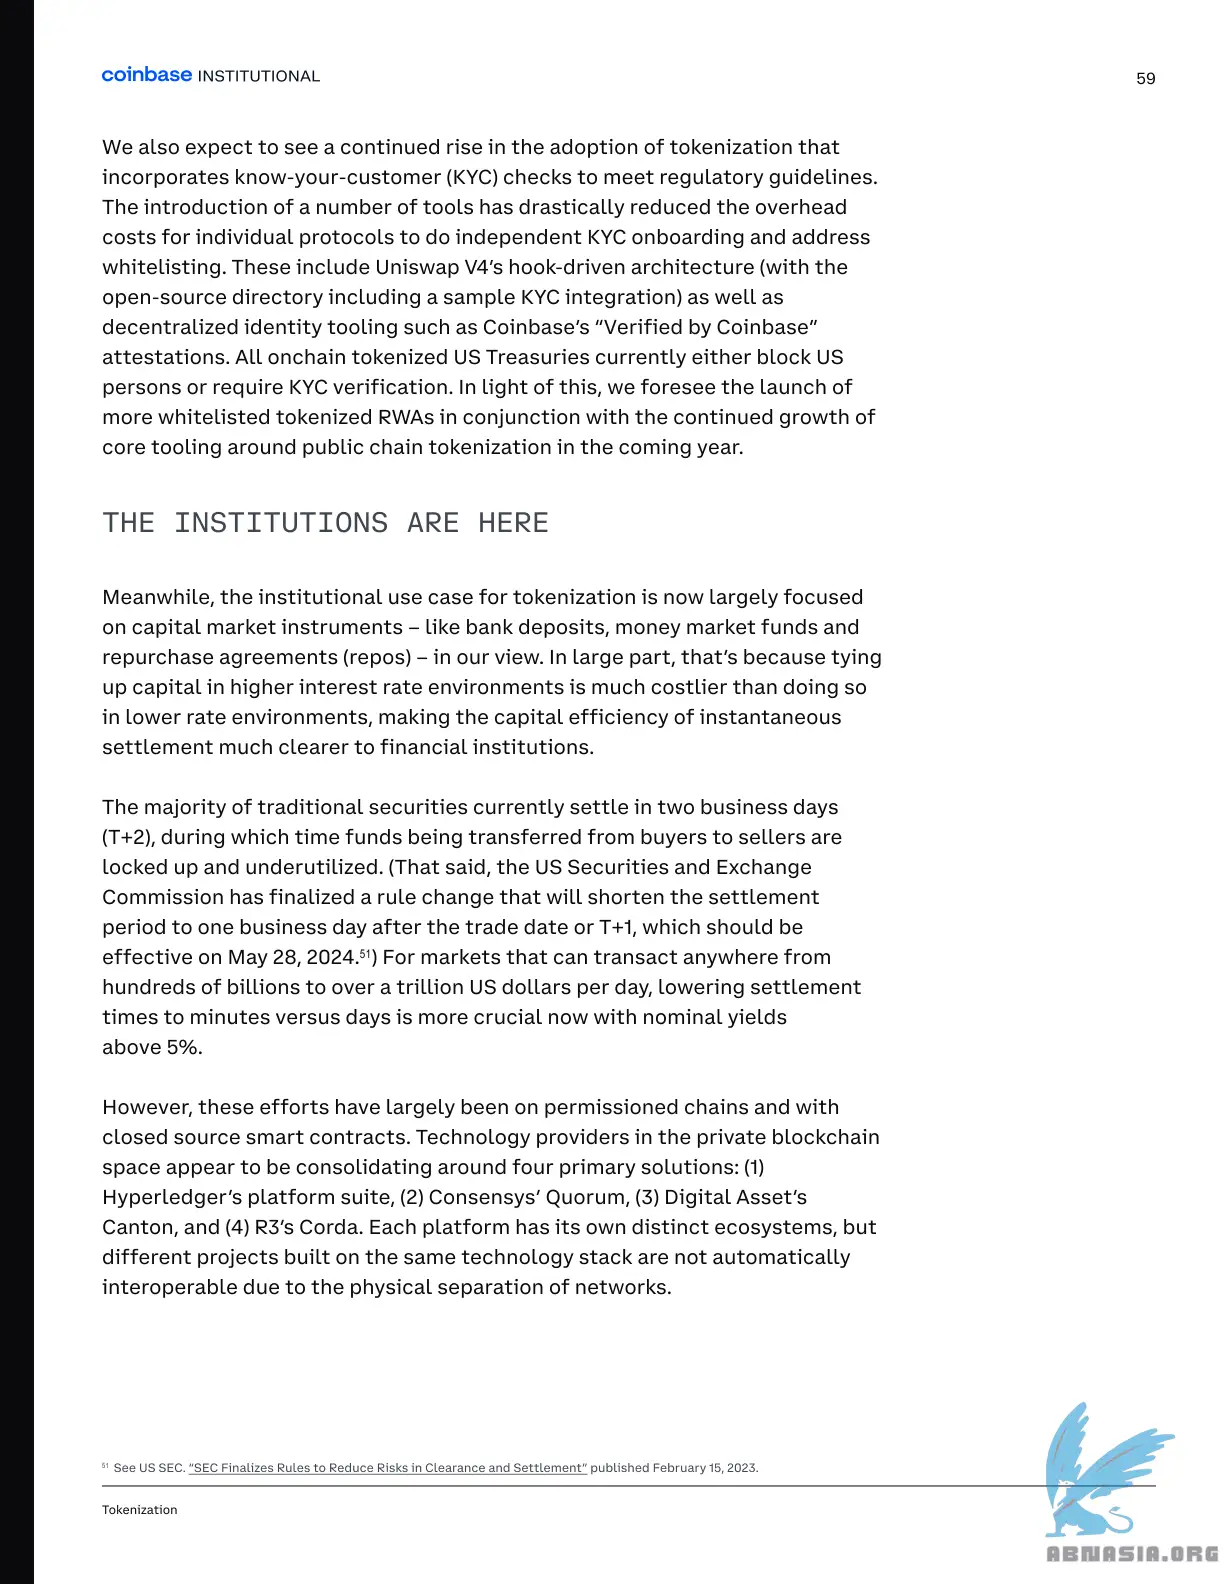 coinbase INSTITUTIONAL
59
We also expect to see a continued rise in the adoption of tokenization that
incorporates know-your-customer (KYC) checks to meet regulatory guidelines.
The introduction of a number of tools has drastically reduced the overhead
costs for individual protocols to do independent KYC onboarding and address
whitelisting. These include Uniswap V4’s hook-driven architecture (with the
open-source directory including a sample KYC integration) as well as
decentralized identity tooling such as Coinbase’s “Verified by Coinbase”
attestations. All onchain tokenized US Treasuries currently either block US
persons or require KYC verification. In light of this, we foresee the launch of
more whitelisted tokenized RWAs in conjunction with the continued growth of
core tooling around public chain tokenization in the coming year.
THE INSTITUTIONS ARE HERE
Meanwhile, the institutional use case for tokenization is now largely focused
on capital market instruments – like bank deposits, money market funds and
repurchase agreements (repos) – in our view. In large part, that’s because tying
up capital in higher interest rate environments is much costlier than doing so
in lower rate environments, making the capital efficiency of instantaneous
settlement much clearer to financial institutions.
The majority of traditional securities currently settle in two business days
(T+2), during which time funds being transferred from buyers to sellers are
locked up and underutilized. (That said, the US Securities and Exchange
Commission has finalized a rule change that will shorten the settlement
period to one business day after the trade date or T+1, which should be
effective on May 28, 2024.51) For markets that can transact anywhere from
hundreds of billions to over a trillion US dollars per day, lowering settlement
times to minutes versus days is more crucial now with nominal yields
above 5%.
However, these efforts have largely been on permissioned chains and with
closed source smart contracts. Technology providers in the private blockchain
space appear to be consolidating around four primary solutions: (1)
Hyperledger’s platform suite, (2) Consensys’ Quorum, (3) Digital Asset’s
Canton, and (4) R3’s Corda. Each platform has its own distinct ecosystems, but
different projects built on the same technology stack are not automatically
interoperable due to the physical separation of networks.
51 See US SEC. “SEC Finalizes Rules to Reduce Risks in Clearance and Settlement” published February 15, 2023.
Tokenization
ABNASIA.ORG